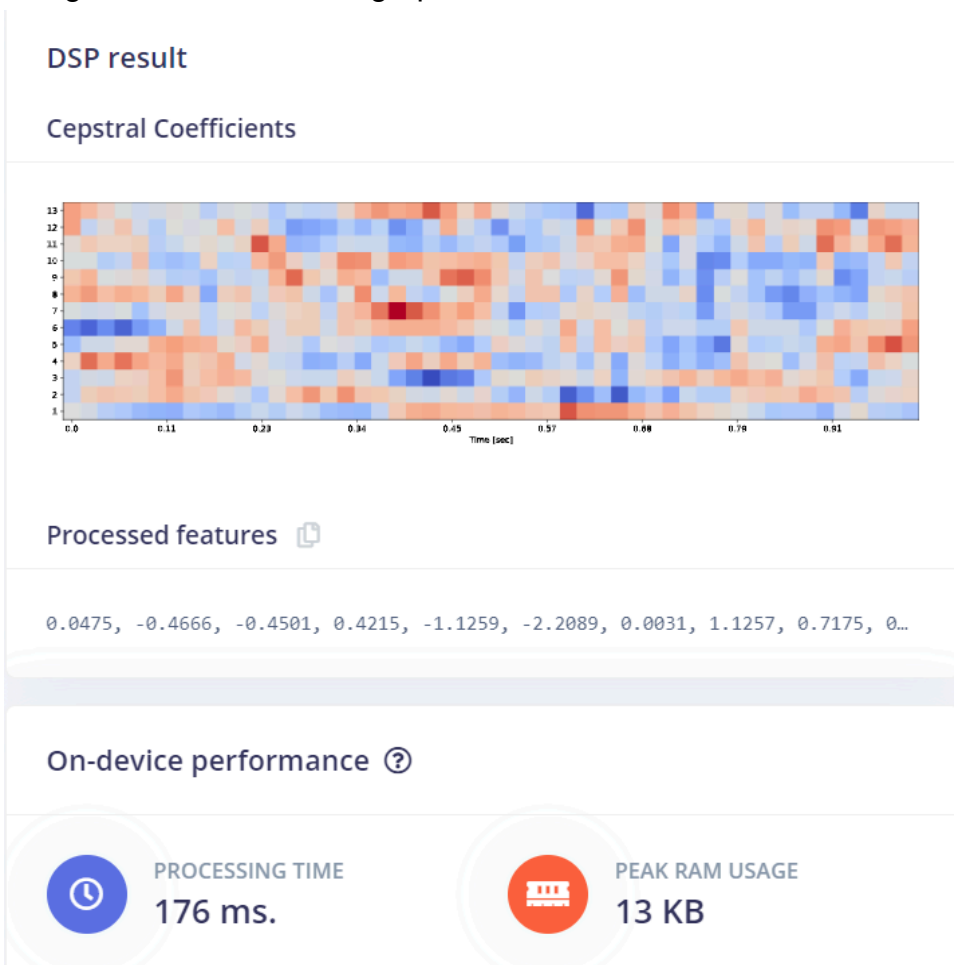 DSP result
Cepstral Coefficients
13
12
11
10
9
8
7
6
5
4
3
2
1
0.0 0.11 0.23 0.34 0.45 0.57 0.68 0.79 0.91
Time [sec]
Processed features
0.0475, -0.4666, -0.4501, 0.4215, -1.1259, -2.2089, 0.0031, 1.1257, 0.7175, 0…
On-device performance ?
PROCESSING TIME PEAK RAM USAGE
176 ms. 13 KB